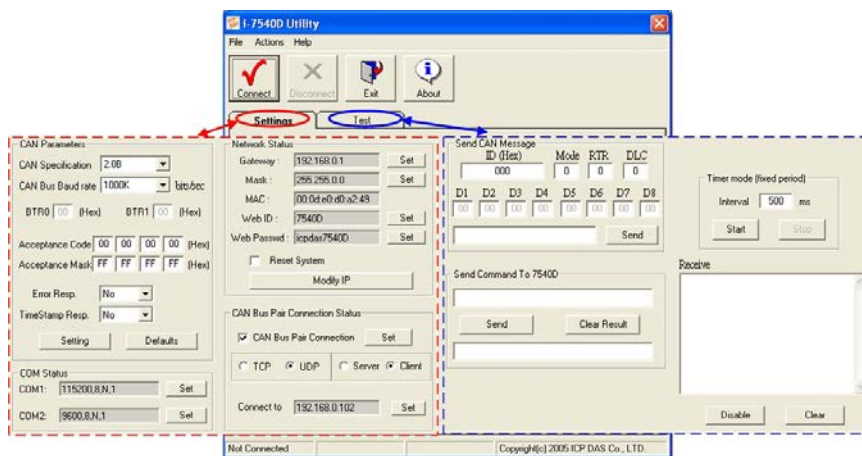 i-7540D Utility
File Actions Help
Connect Disconnect Exit About
Settings Test
CAN Parameters
CAN Specification 2.0B
CAN Bus Baud rate 1000K bits/sec
BTR0 00 (Hex) BTR1 00 (Hex)
Acceptance Code 00 00 00 00 (Hex)
Acceptance Mask FF FF FF FF (Hex)
Error Resp. No
TimeStamp Resp. No
Setting Defaults
COM Status
COM1: 115200,8,N,1 Set
COM2: 9600,8,N,1 Set
Network Status
Gateway : 192.168.0.1 Set
Mask : 255.255.0.0 Set
MAC : 00:0d:e0:d0:a2:49
Web ID : 7540D Set
Web Passwd : icpdas7540D Set
Reset System
Modify IP
CAN Bus Pair Connection Status
CAN Bus Pair Connection Set
TCP UDP Server Client
Connect to 192.168.0.102 Set
Send CAN Message
ID (Hex) Mode RTR DLC
000 0 0 0
D1 D2 D3 D4 D5 D6 D7 D8
00 00 00 00 00 00 00 00
Send
Send Command To 7540D
Send Clear Result
Timer mode (fixed period)
Interval 500 ms
Start Stop
Receive
Disable Clear
Not Connected Copyright(c) 2005 ICP DAS Co., LTD.